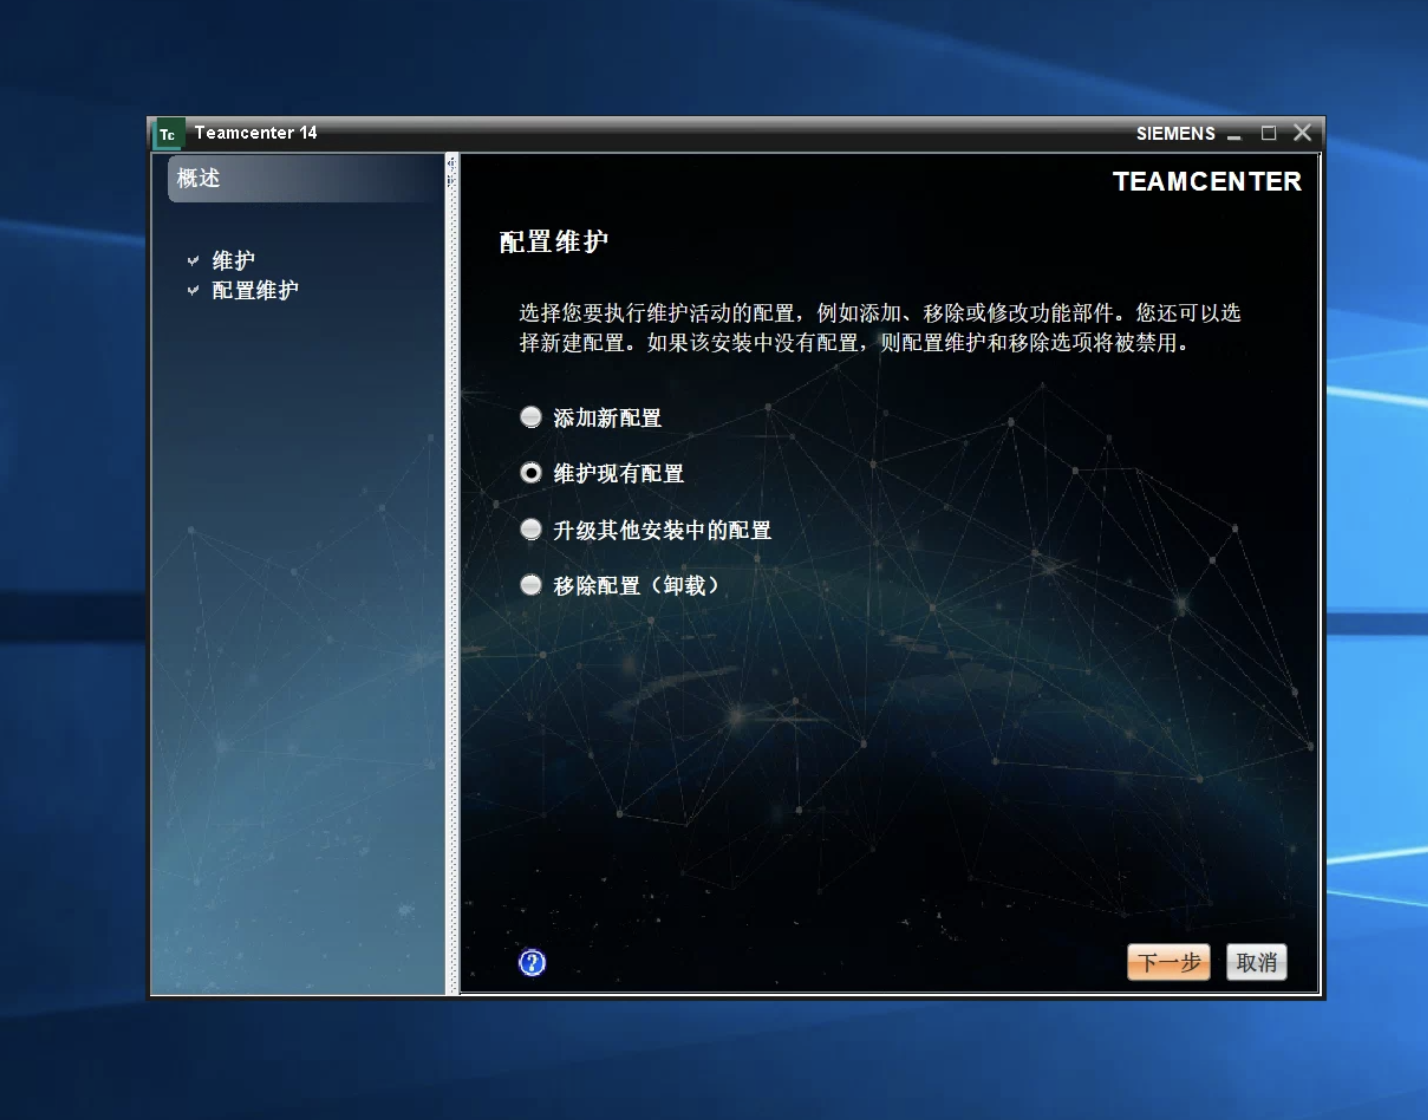 Tc Teamcenter 14
SIEMENS
概述
维护
配置维护
TEAMCENTER
配置维护
选择您要执行维护活动的配置，例如添加、移除或修改功能部件。您还可以选
择新建配置。如果该安装中没有配置，则配置维护和移除选项将被禁用。
添加新配置
维护现有配置
升级其他安装中的配置
移除配置（卸载）
?
下一步
取消